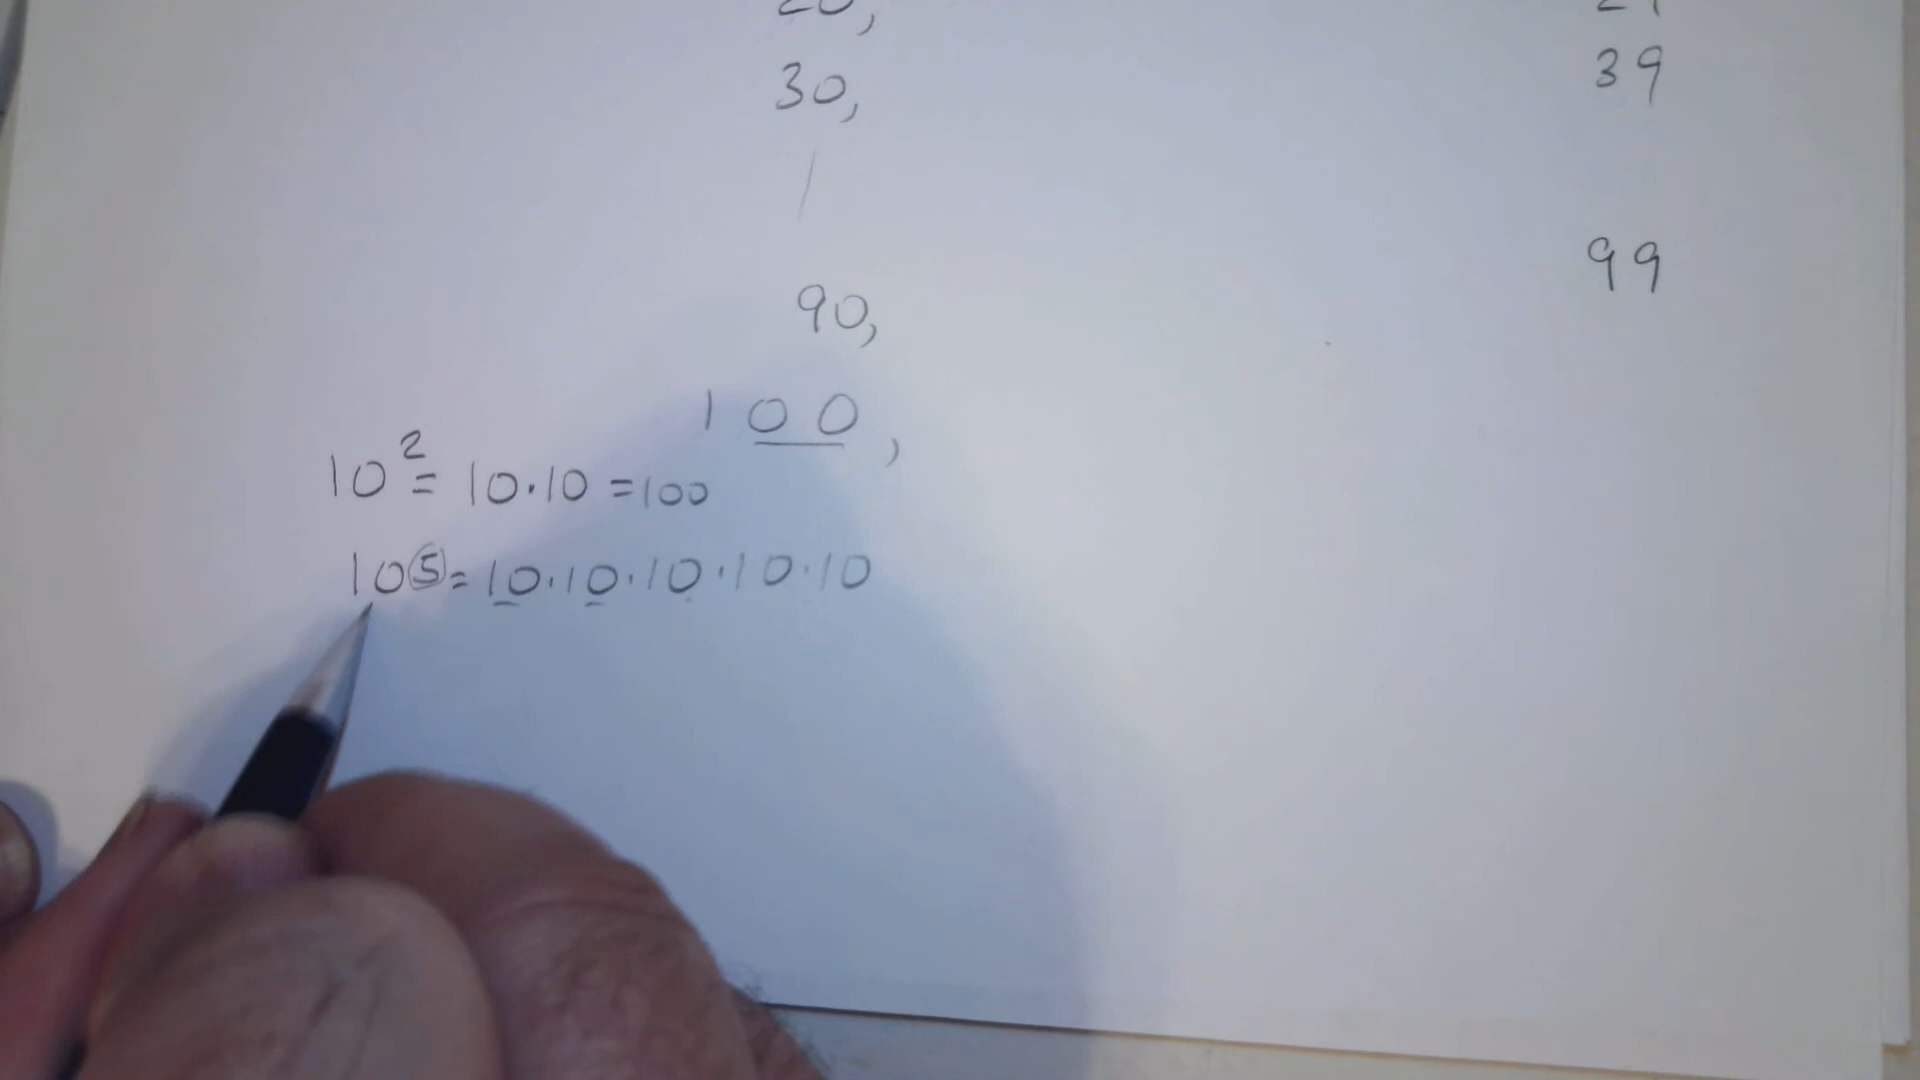 30, 39
90, 99
100,
10² = 10·10 = 100
10⑤ = 10·10·10·10·10